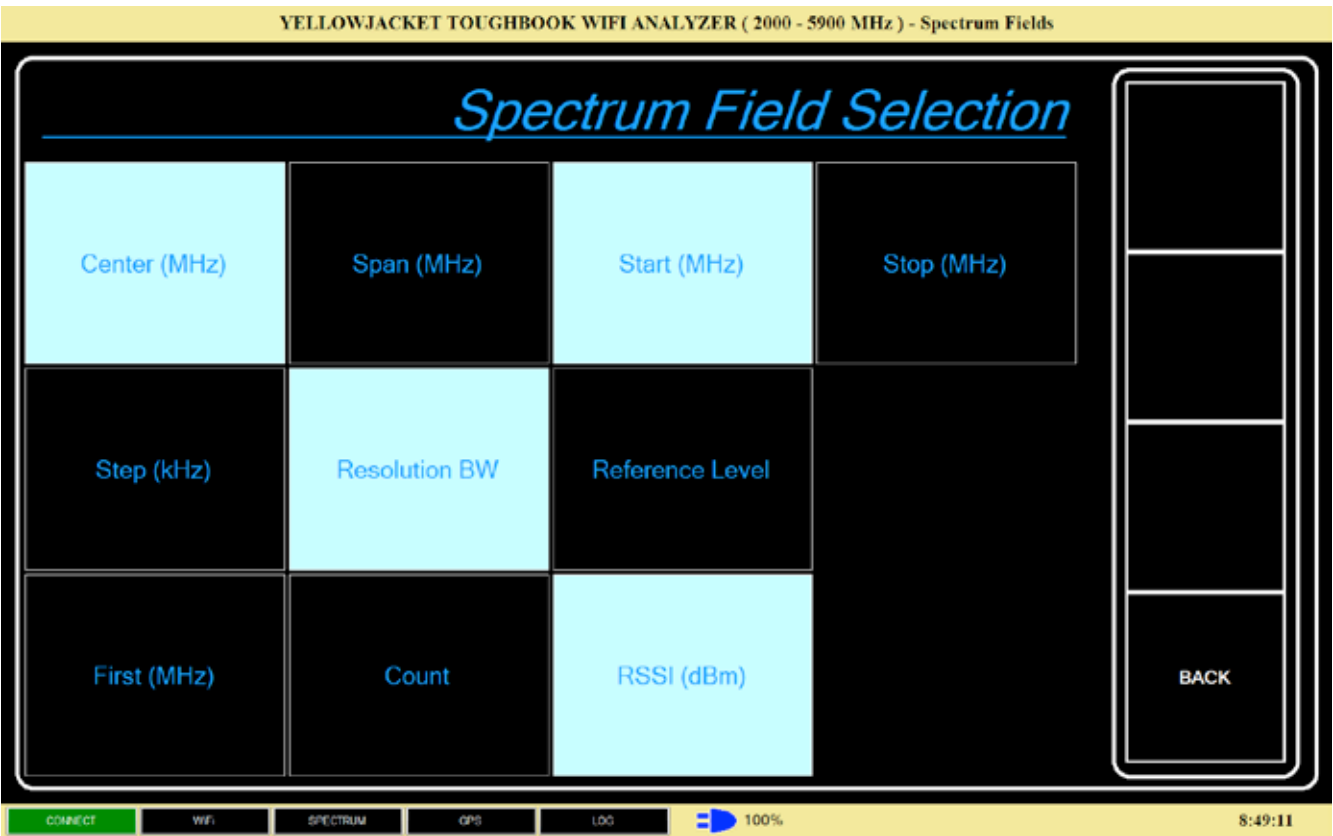 YELLOWJACKET TOUGHBOOK WIFI ANALYZER ( 2000 - 5900 MHz ) - Spectrum Fields
Spectrum Field Selection
Center (MHz) Span (MHz) Start (MHz) Stop (MHz)
Step (kHz) Resolution BW Reference Level
First (MHz) Count RSSI (dBm) BACK
CONNECT WiFi SPECTRUM GPS LOG 100% 8:49:11